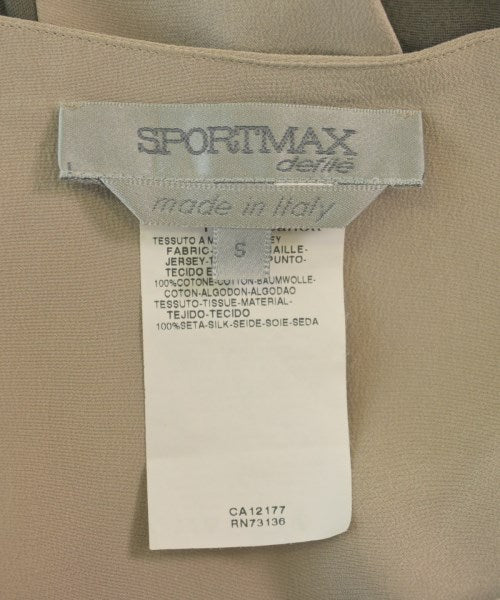 SPORTMAX
defilé
made in Italy
S
TESSUTO A M
FABRIC-
JERSEY-T
PUNTO-
TECIDO E
100%COTONE-COTTON-BAUMWOLLE-
COTON-ALGODON-ALGODAO
TESSUTO-TISSUE-MATERIAL-
TEJIDO-TECIDO
100%SETA-SILK-SEIDE-SOIE-SEDA
CA12177
RN73136